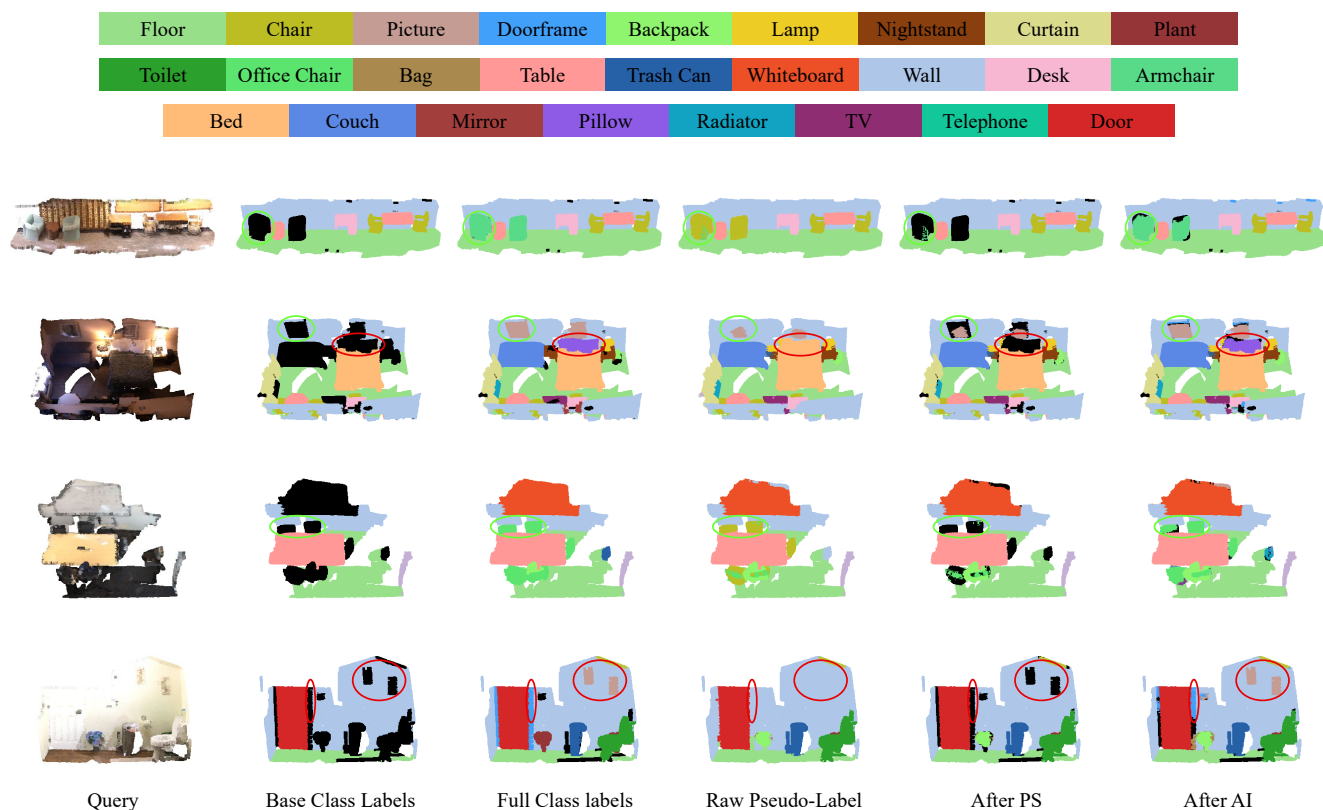 Floor Chair Picture Doorframe Backpack Lamp Nightstand Curtain Plant
Toilet Office Chair Bag Table Trash Can Whiteboard Wall Desk Armchair
Bed Couch Mirror Pillow Radiator TV Telephone Door
Query Base Class Labels Full Class labels Raw Pseudo-Label After PS After AI